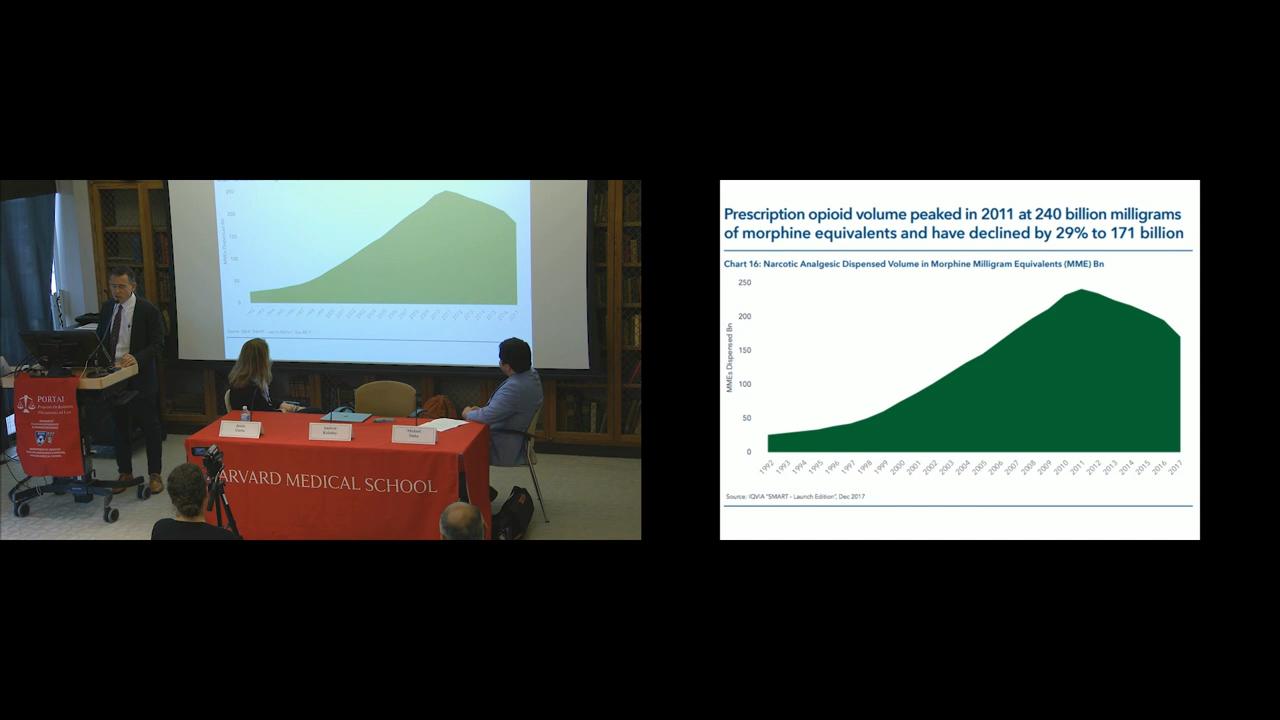 PORTAL
HARVARD MEDICAL SCHOOL
Prescription opioid volume peaked in 2011 at 240 billion milligrams
of morphine equivalents and have declined by 29% to 171 billion
Chart 16: Narcotic Analgesic Dispensed Volume in Morphine Milligram Equivalents (MME) Bn
MMEs Dispensed Bn
250
200
150
100
50
0
1992 1993 1994 1995 1996 1997 1998 1999 2000 2001 2002 2003 2004 2005 2006 2007 2008 2009 2010 2011 2012 2013 2014 2015 2016 2017
Source: IQVIA "SMART - Launch Edition", Dec 2017